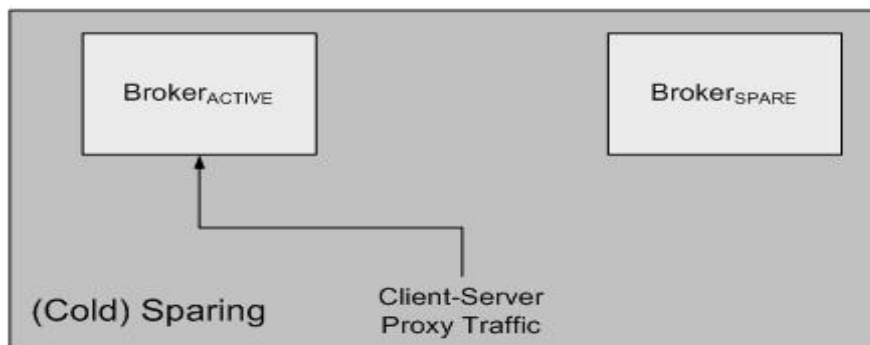 BrokerACTIVE
BrokerSPARE
Client-Server
Proxy Traffic
(Cold) Sparing